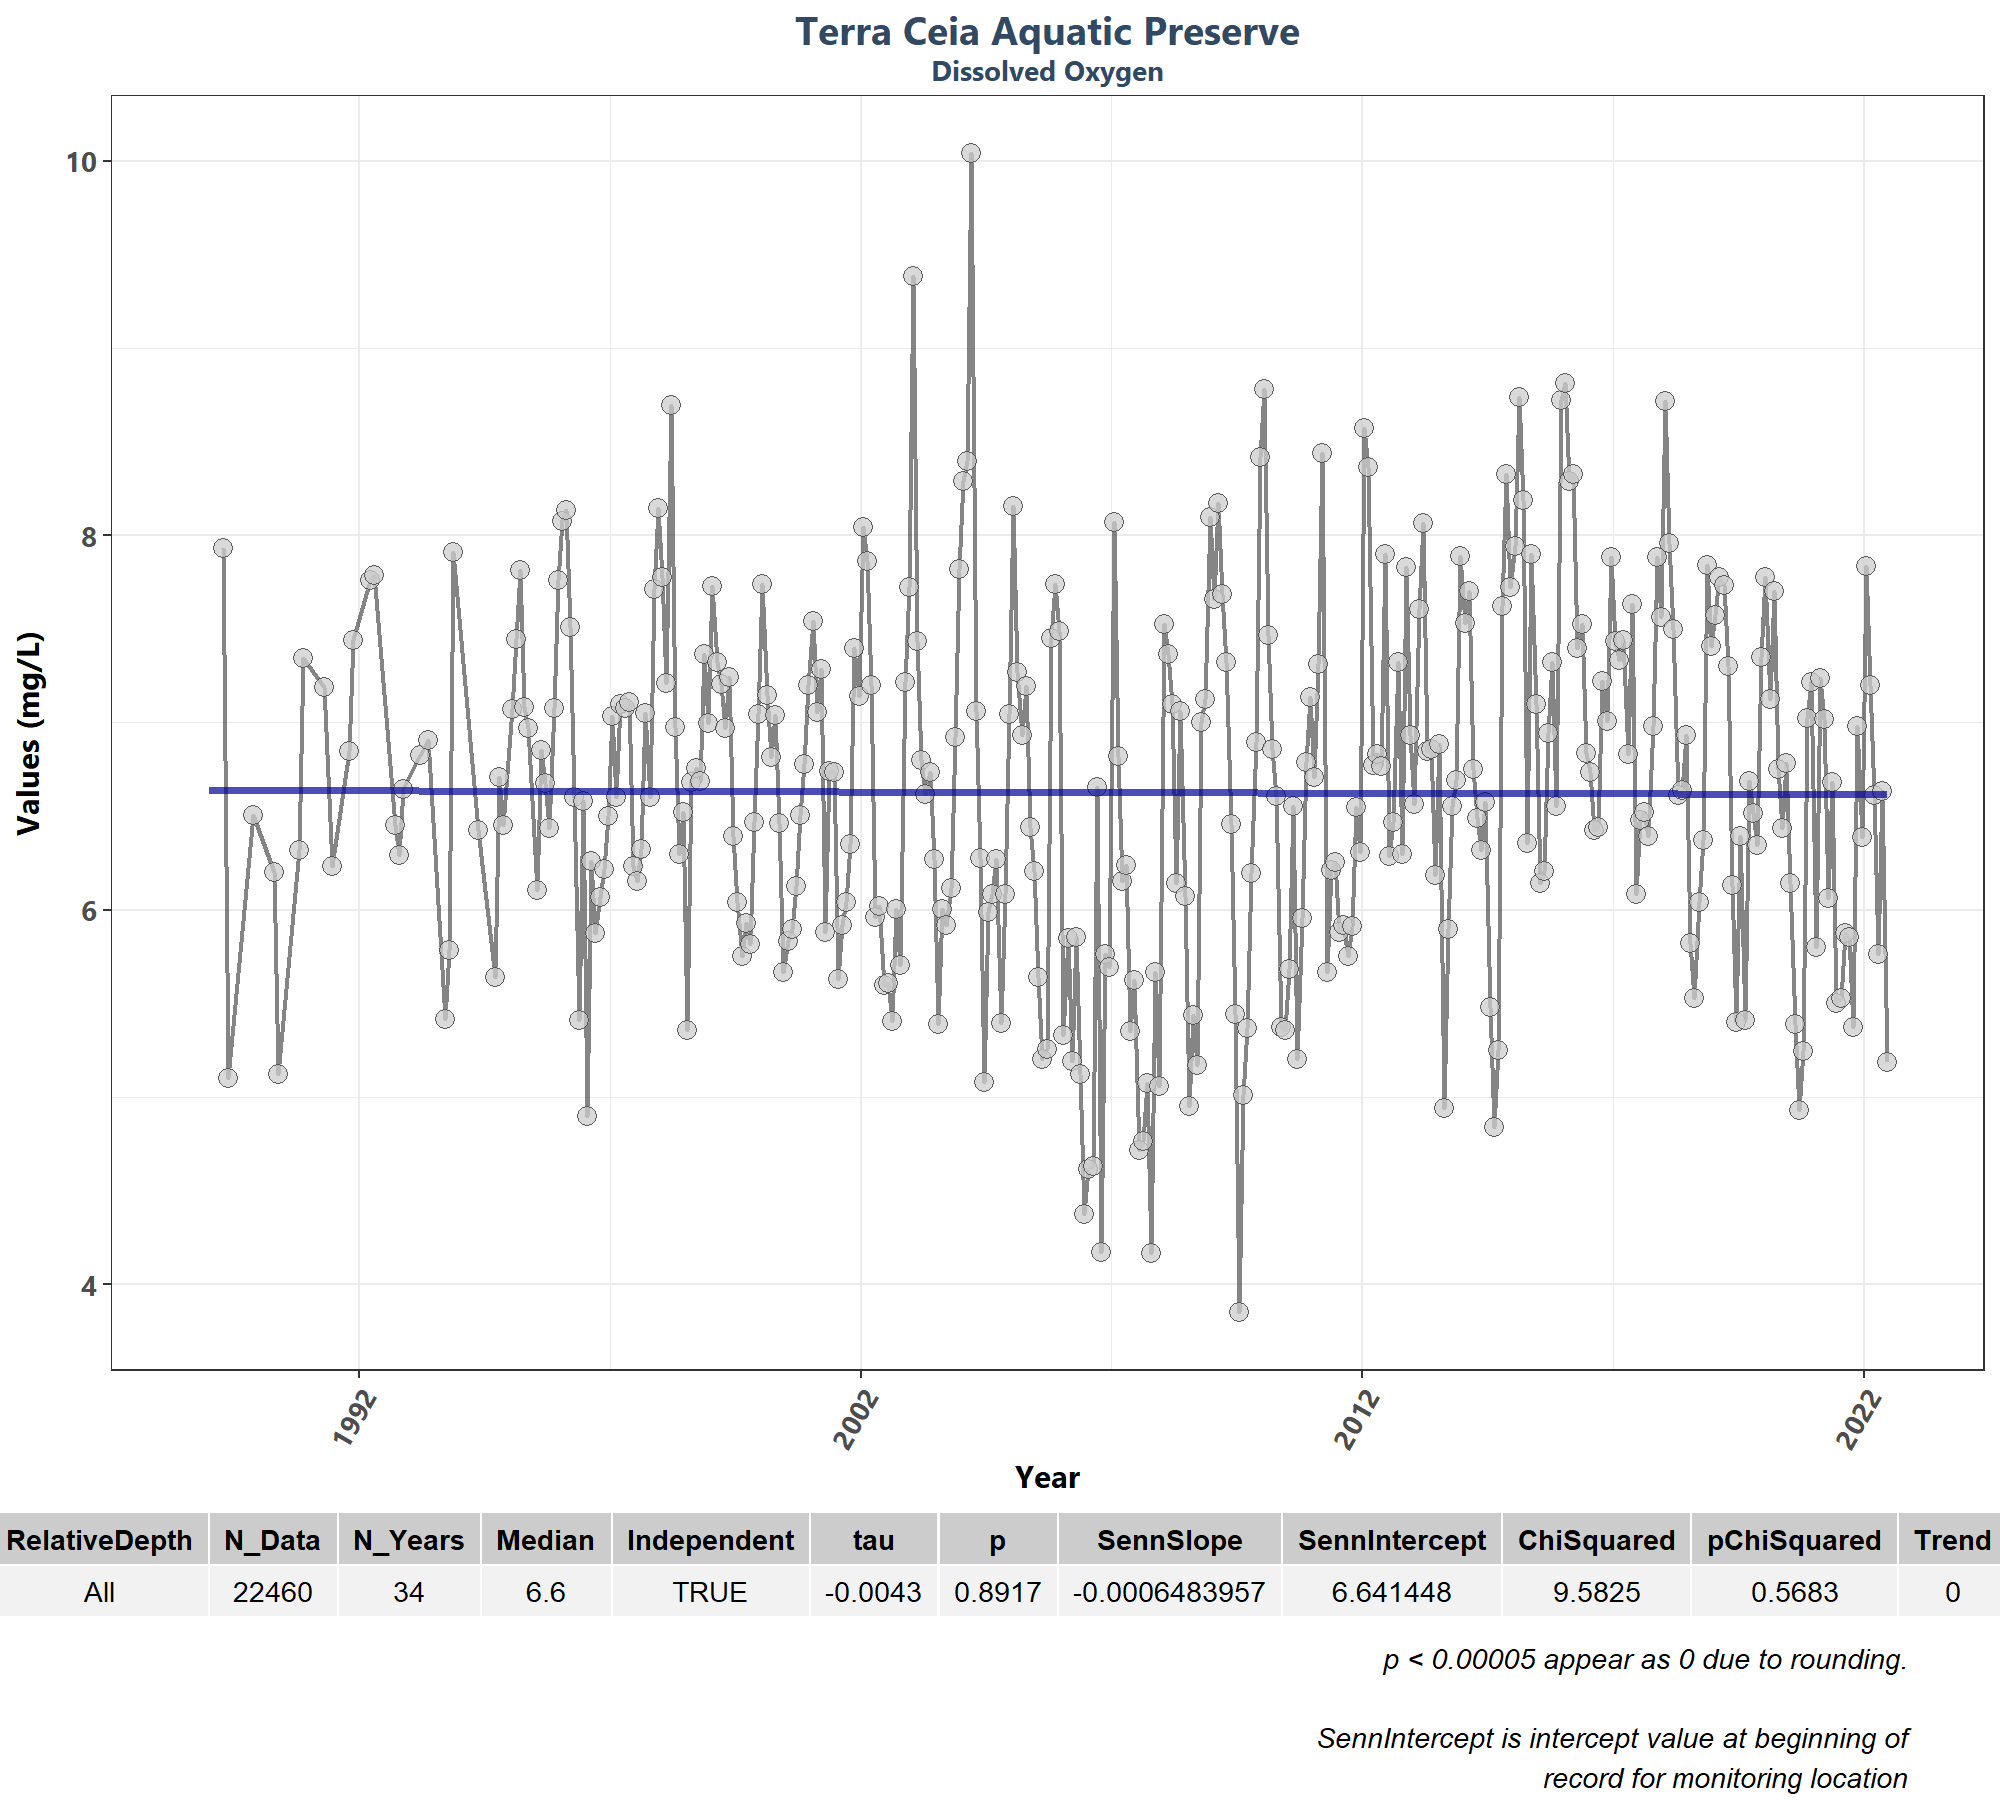 Terra Ceia Aquatic Preserve
Dissolved Oxygen
Values (mg/L)
10
8
6
4
1992
2002
2012
2022
Year
RelativeDepth N_Data N_Years Median Independent tau p SennSlope SennIntercept ChiSquared pChiSquared Trend
All 22460 34 6.6 TRUE -0.0043 0.8917 -0.0006483957 6.641448 9.5825 0.5683 0
p < 0.00005 appear as 0 due to rounding.
SennIntercept is intercept value at beginning of
record for monitoring location